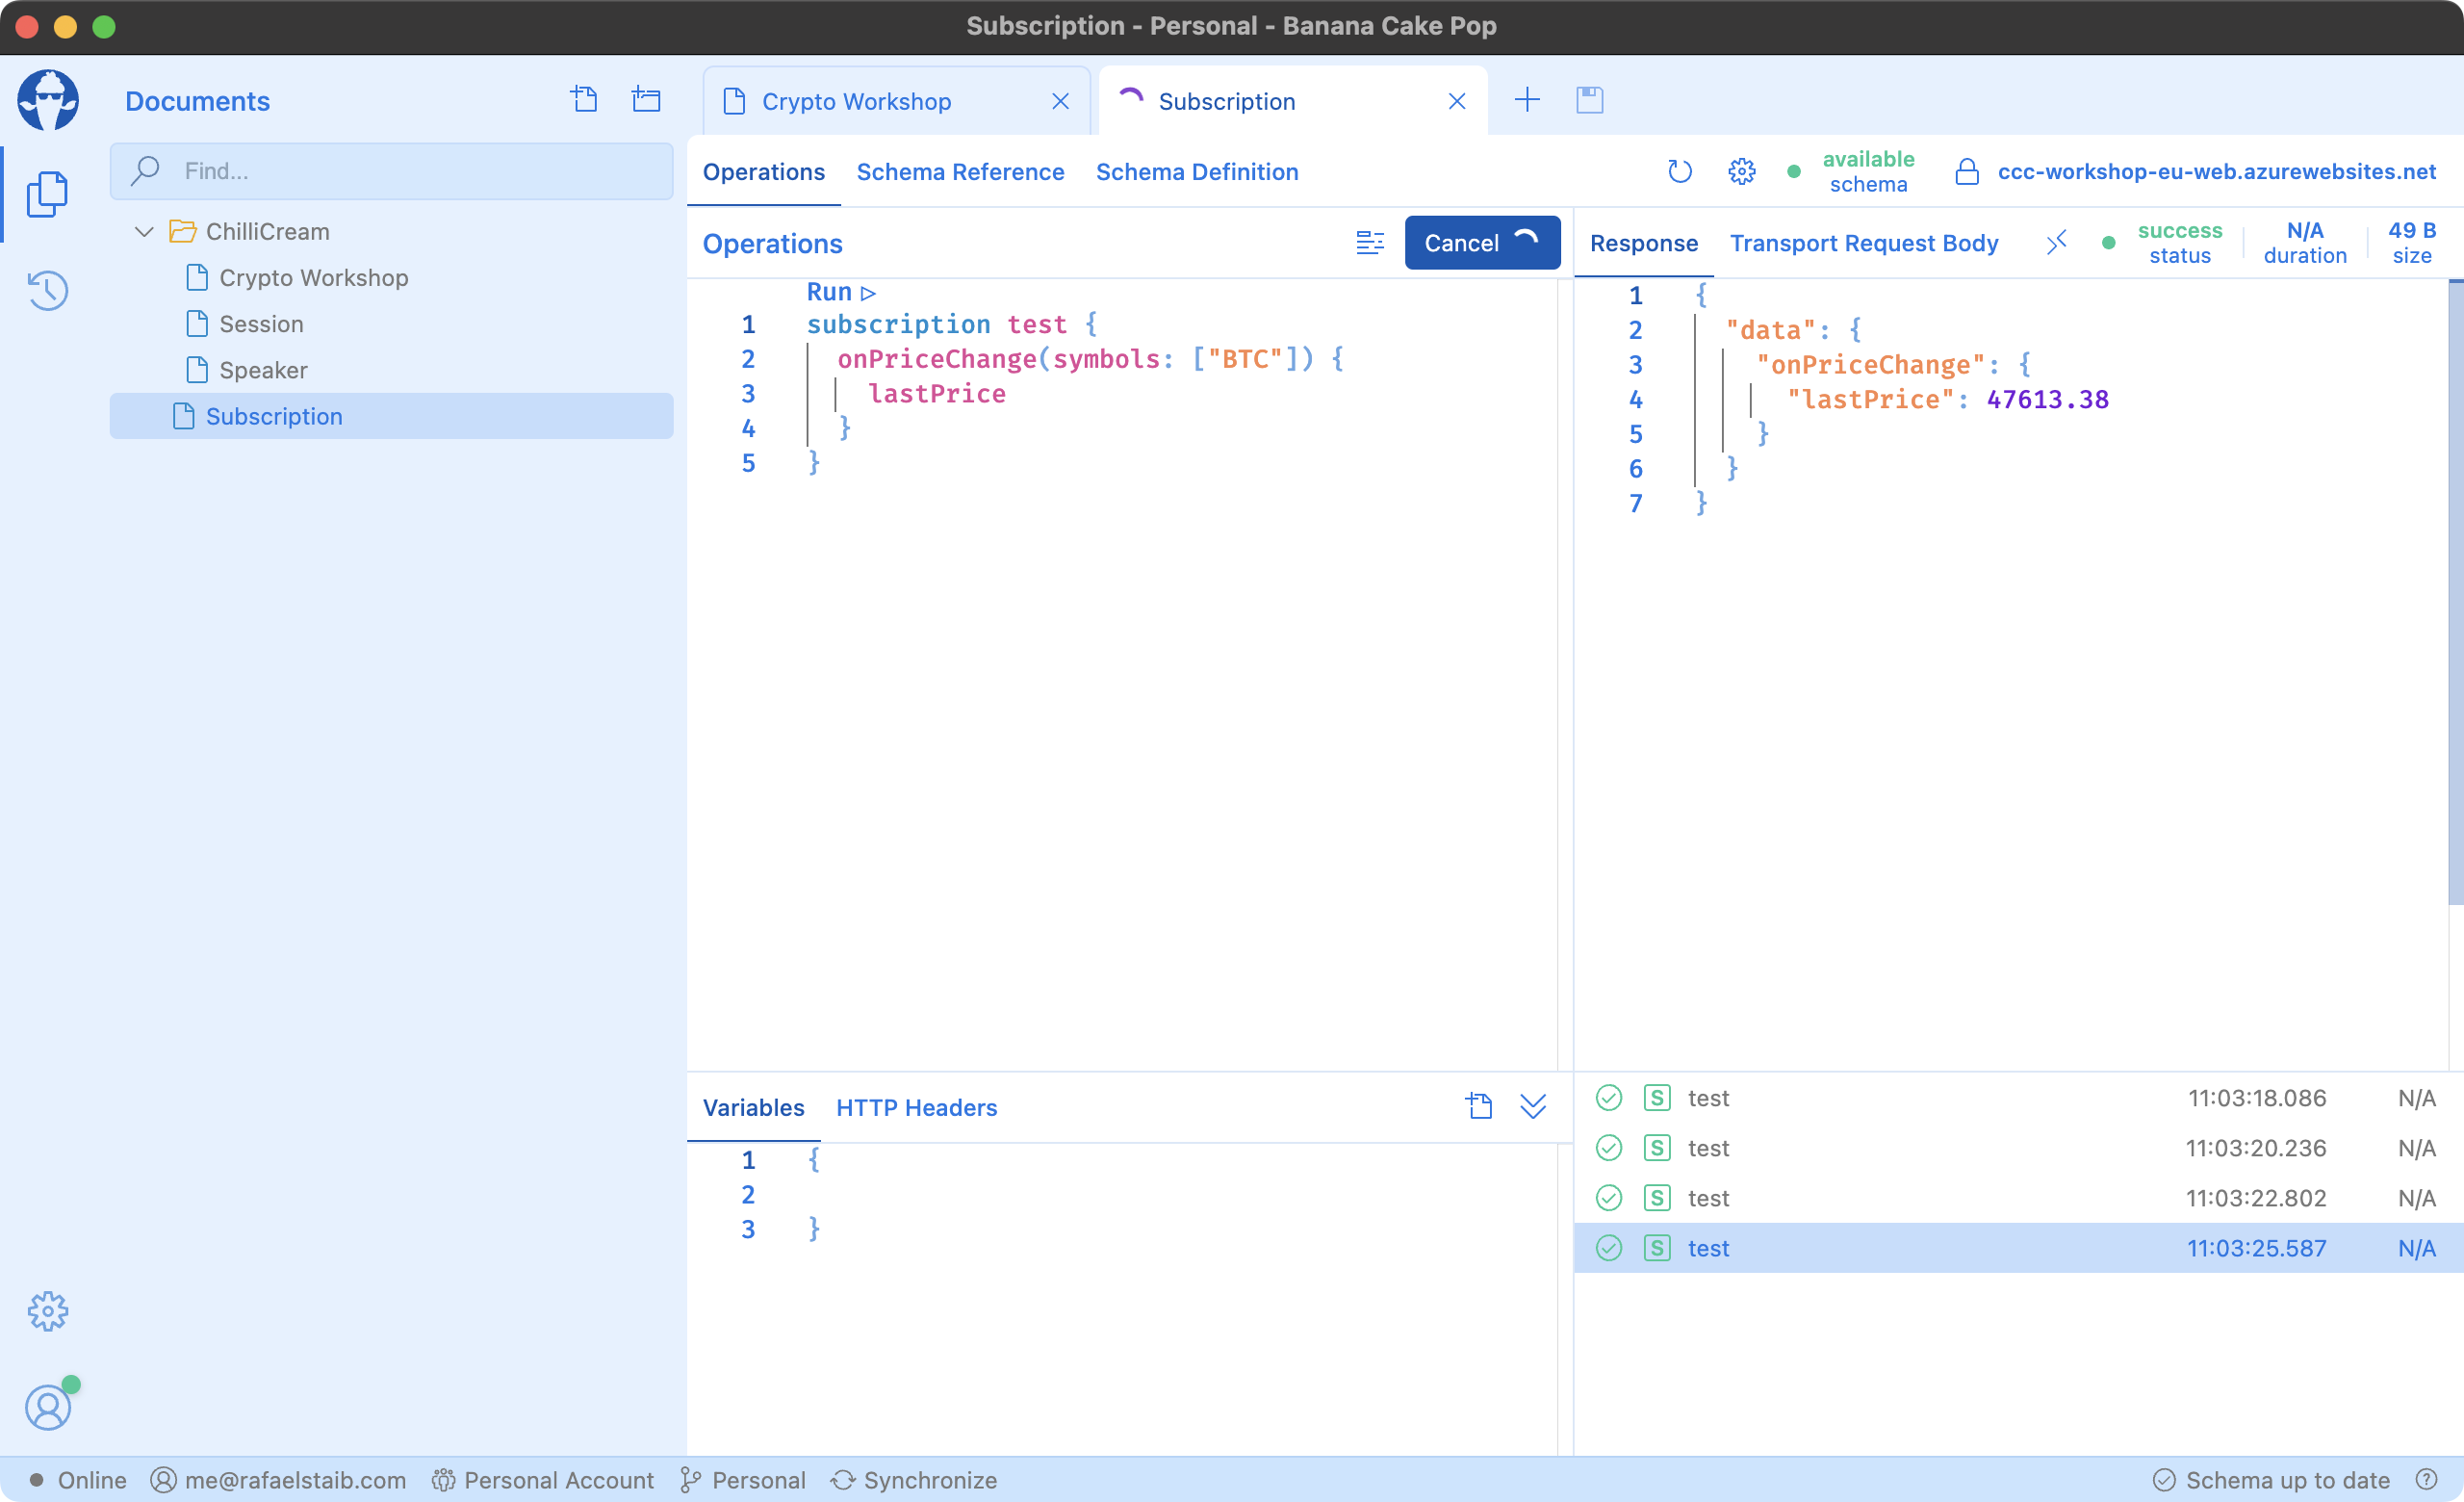 Subscription - Personal - Banana Cake Pop
Documents
Crypto Workshop
Subscription
Find...
ChilliCream
Crypto Workshop
Session
Speaker
Subscription
Operations Schema Reference Schema Definition
available
schema
ccc-workshop-eu-web.azurewebsites.net
Operations
Cancel
Run
1 subscription test {
2 onPriceChange(symbols: ["BTC"]) {
3 lastPrice
4 }
5 }
Response Transport Request Body
success
status
N/A
duration
49 B
size
1 {
2 "data": {
3 "onPriceChange": {
4 "lastPrice": 47613.38
5 }
6 }
7 }
Variables HTTP Headers
1 {
2
3 }
S test 11:03:18.086 N/A
S test 11:03:20.236 N/A
S test 11:03:22.802 N/A
S test 11:03:25.587 N/A
Online me@rafaelstaib.com Personal Account Personal Synchronize Schema up to date ?